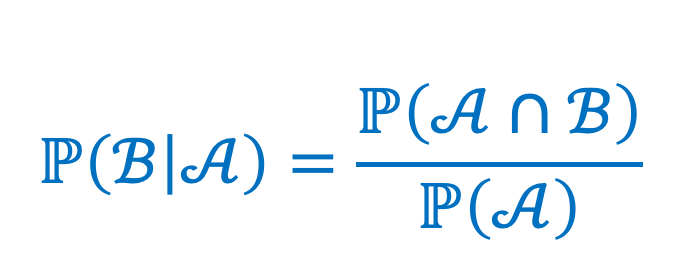 ℙ(ℬ|𝒜) = ℙ(𝒜 ∩ ℬ) / ℙ(𝒜)